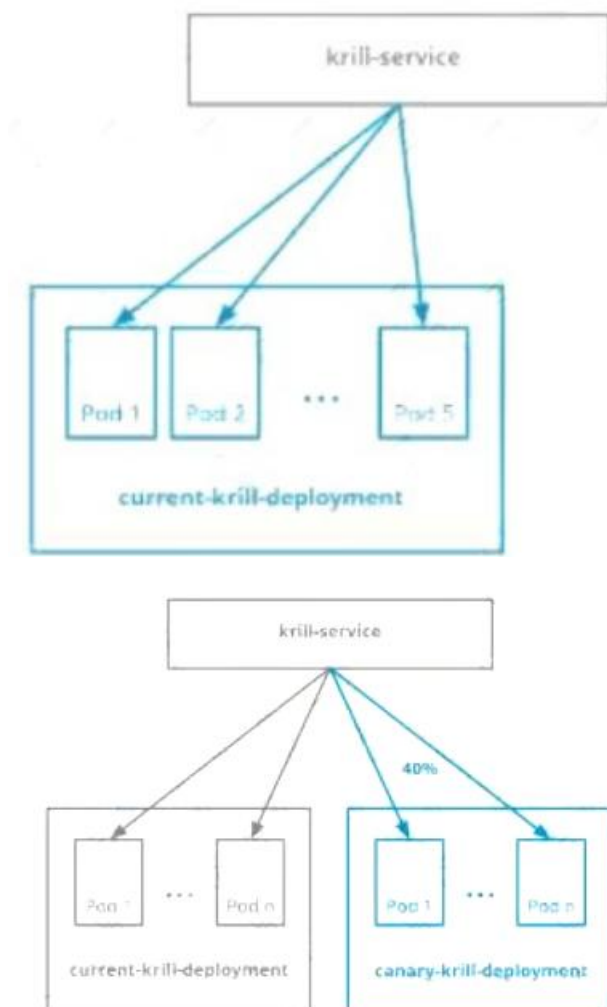 krill-service
Pod 1
Pod 2
...
Pod 5
current-krill-deployment
krill-service
40%
Pod 1
...
Pod n
Pod 1
...
Pod n
current-krill-deployment
canary-krill-deployment